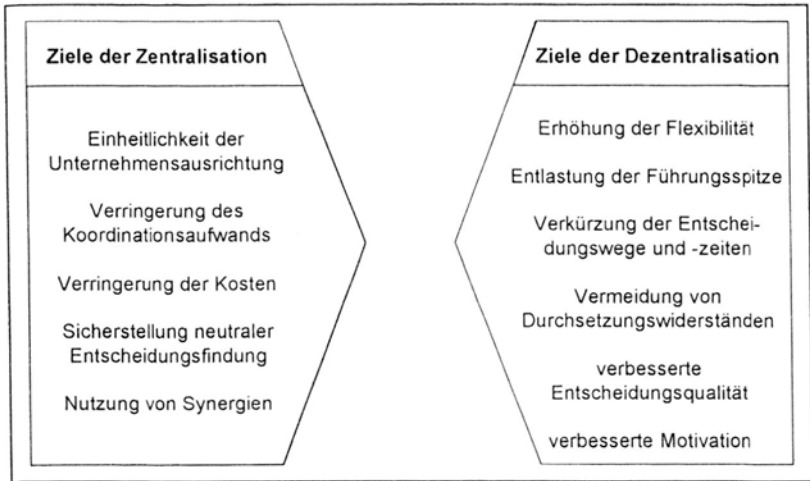 Ziele der Zentralisation
Einheitlichkeit der
Unternehmensausrichtung
Verringerung des
Koordinationsaufwands
Verringerung der Kosten
Sicherstellung neutraler
Entscheidungsfindung
Nutzung von Synergien
Ziele der Dezentralisation
Erhöhung der Flexibilität
Entlastung der Führungsspitze
Verkürzung der Entschei-
dungswege und -zeiten
Vermeidung von
Durchsetzungswiderständen
verbesserte
Entscheidungsqualität
verbesserte Motivation